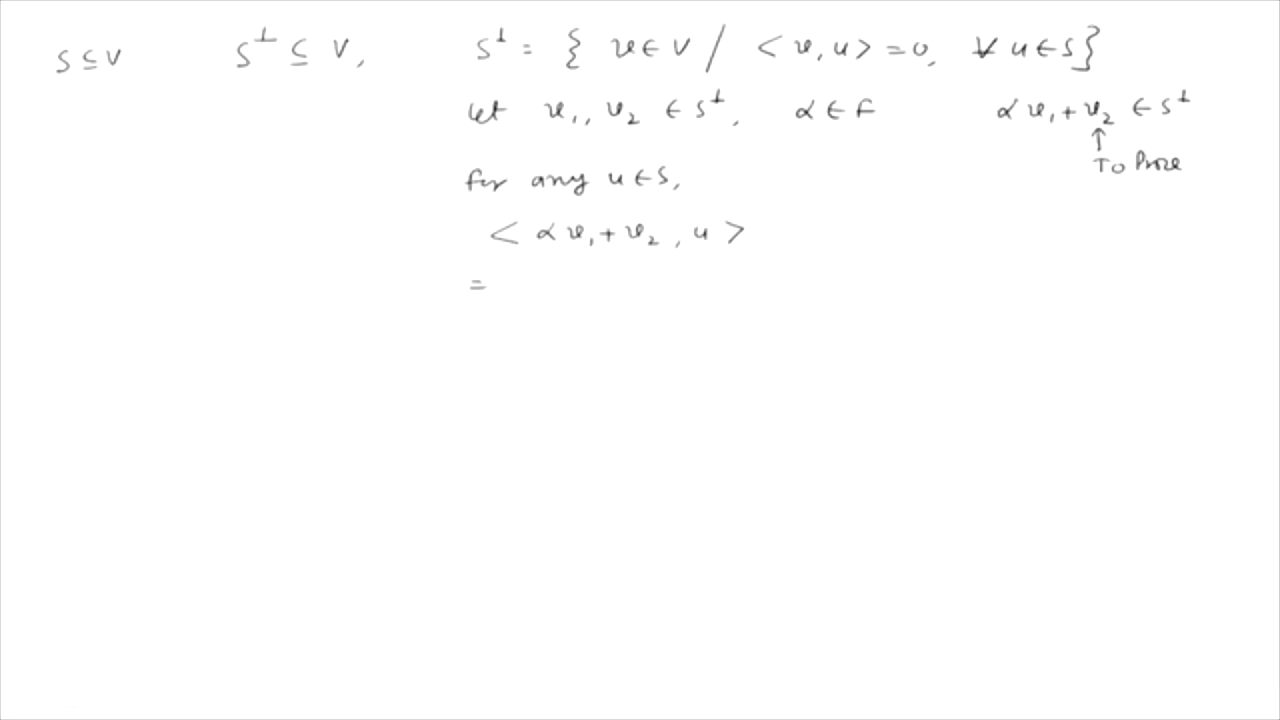 S ⊆ V S^⊥ ⊆ V, S^⊥ = { v ∈ V / < v, u > = 0, ∀ u ∈ S }
let v₁, v₂ ∈ S^⊥, α ∈ F α v₁ + v₂ ∈ S^⊥
↑
To Prove
for any u ∈ S,
< α v₁ + v₂ , u >
=